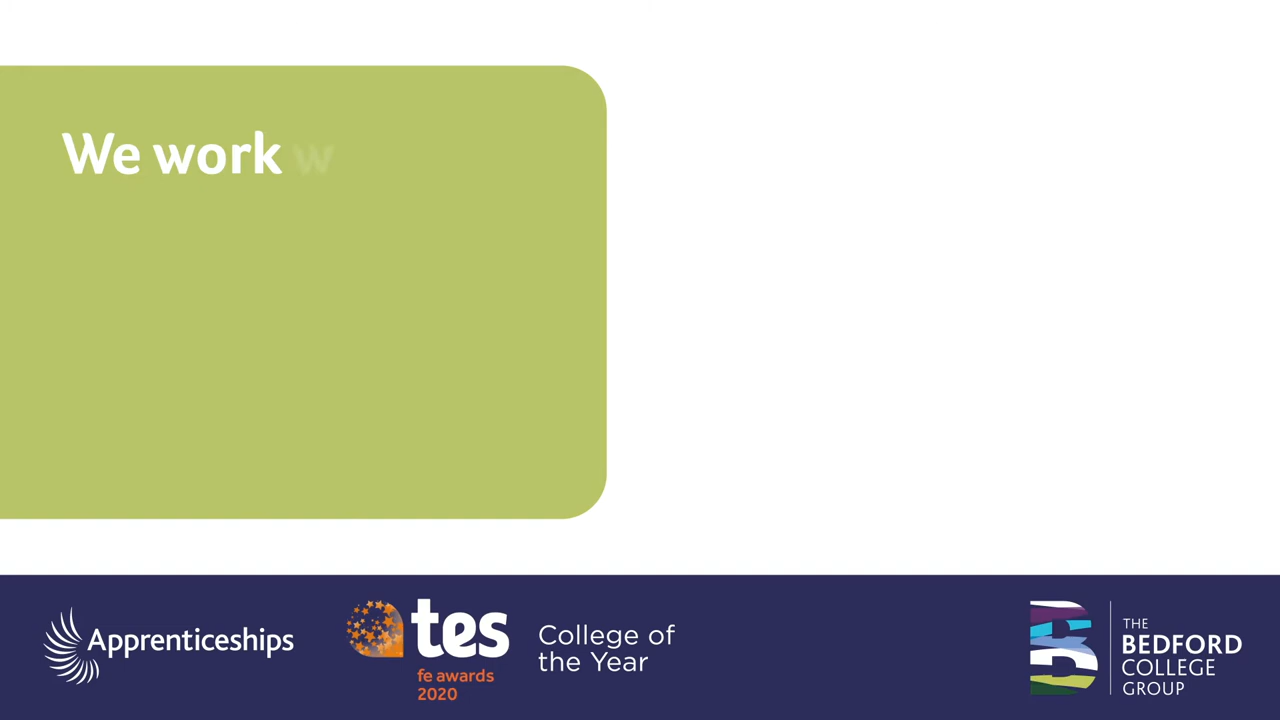 We work w
Apprenticeships
tes
fe awards
2020
College of
the Year
THE
BEDFORD
COLLEGE
GROUP